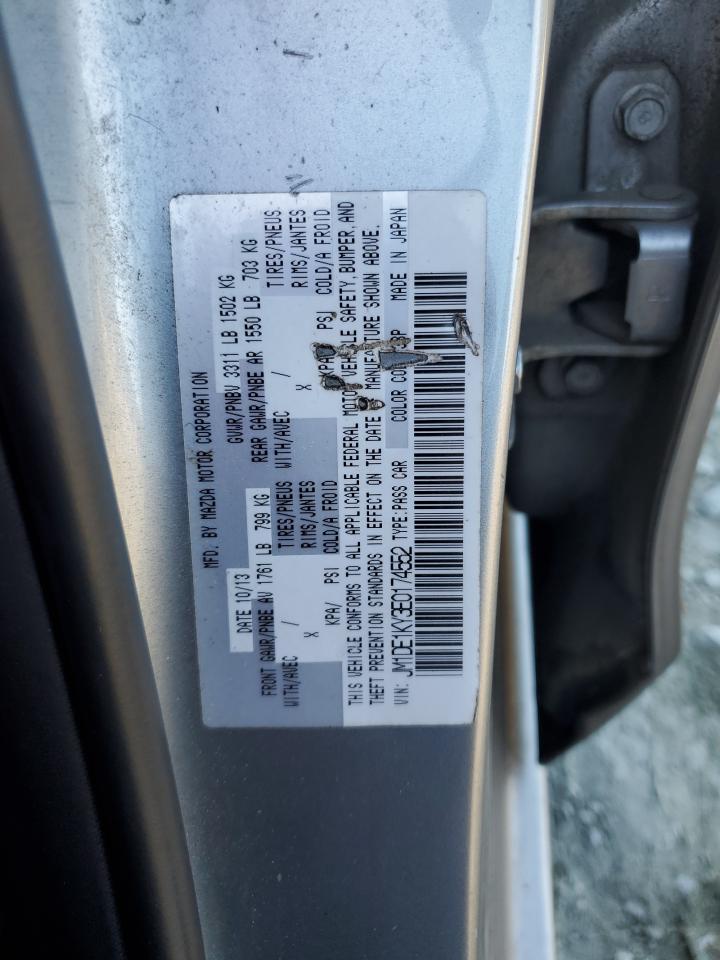 MFD. BY MAZDA MOTOR CORPORATION
DATE 10/13 GVWR/PNBV 3311 LB 1502 KG
FRONT GAWR/PNBE AV 1761 LB 799 KG REAR GAWR/PNBE AR 1550 LB 703 KG
WITH/AVEC TIRES/PNEUS WITH/AVEC TIRES/PNEUS
/ X RIMS/JANTES / X RIMS/JANTES
KPA/ PSI COLD/A FROID KPA PSI COLD/A FROID
THIS VEHICLE CONFORMS TO ALL APPLICABLE FEDERAL MOTOR VEHICLE SAFETY, BUMPER, AND
THEFT PREVENTION STANDARDS IN EFFECT ON THE DATE MANUFACTURE SHOWN ABOVE.
VIN: JM1DE1KY3E0174552 TYPE:PASS CAR COLOR MADE IN JAPAN